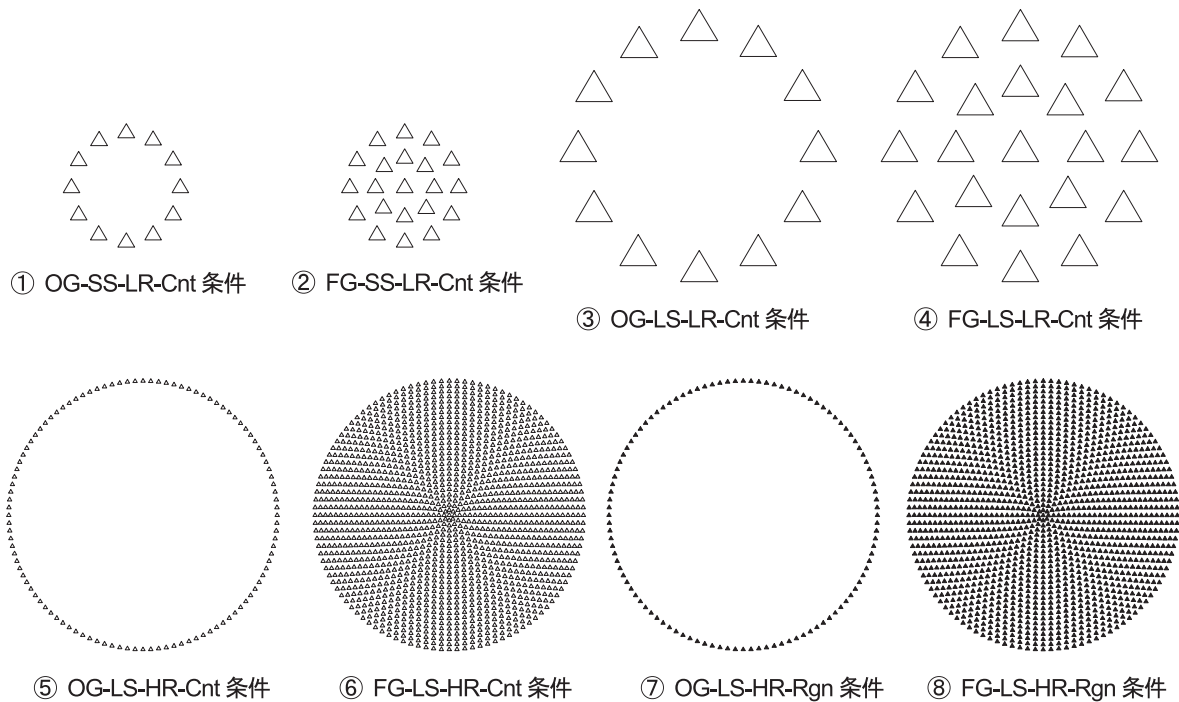 ① OG-SS-LR-Cnt 条件
② FG-SS-LR-Cnt 条件
③ OG-LS-LR-Cnt 条件
④ FG-LS-LR-Cnt 条件
⑤ OG-LS-HR-Cnt 条件
⑥ FG-LS-HR-Cnt 条件
⑦ OG-LS-HR-Rgn 条件
⑧ FG-LS-HR-Rgn 条件